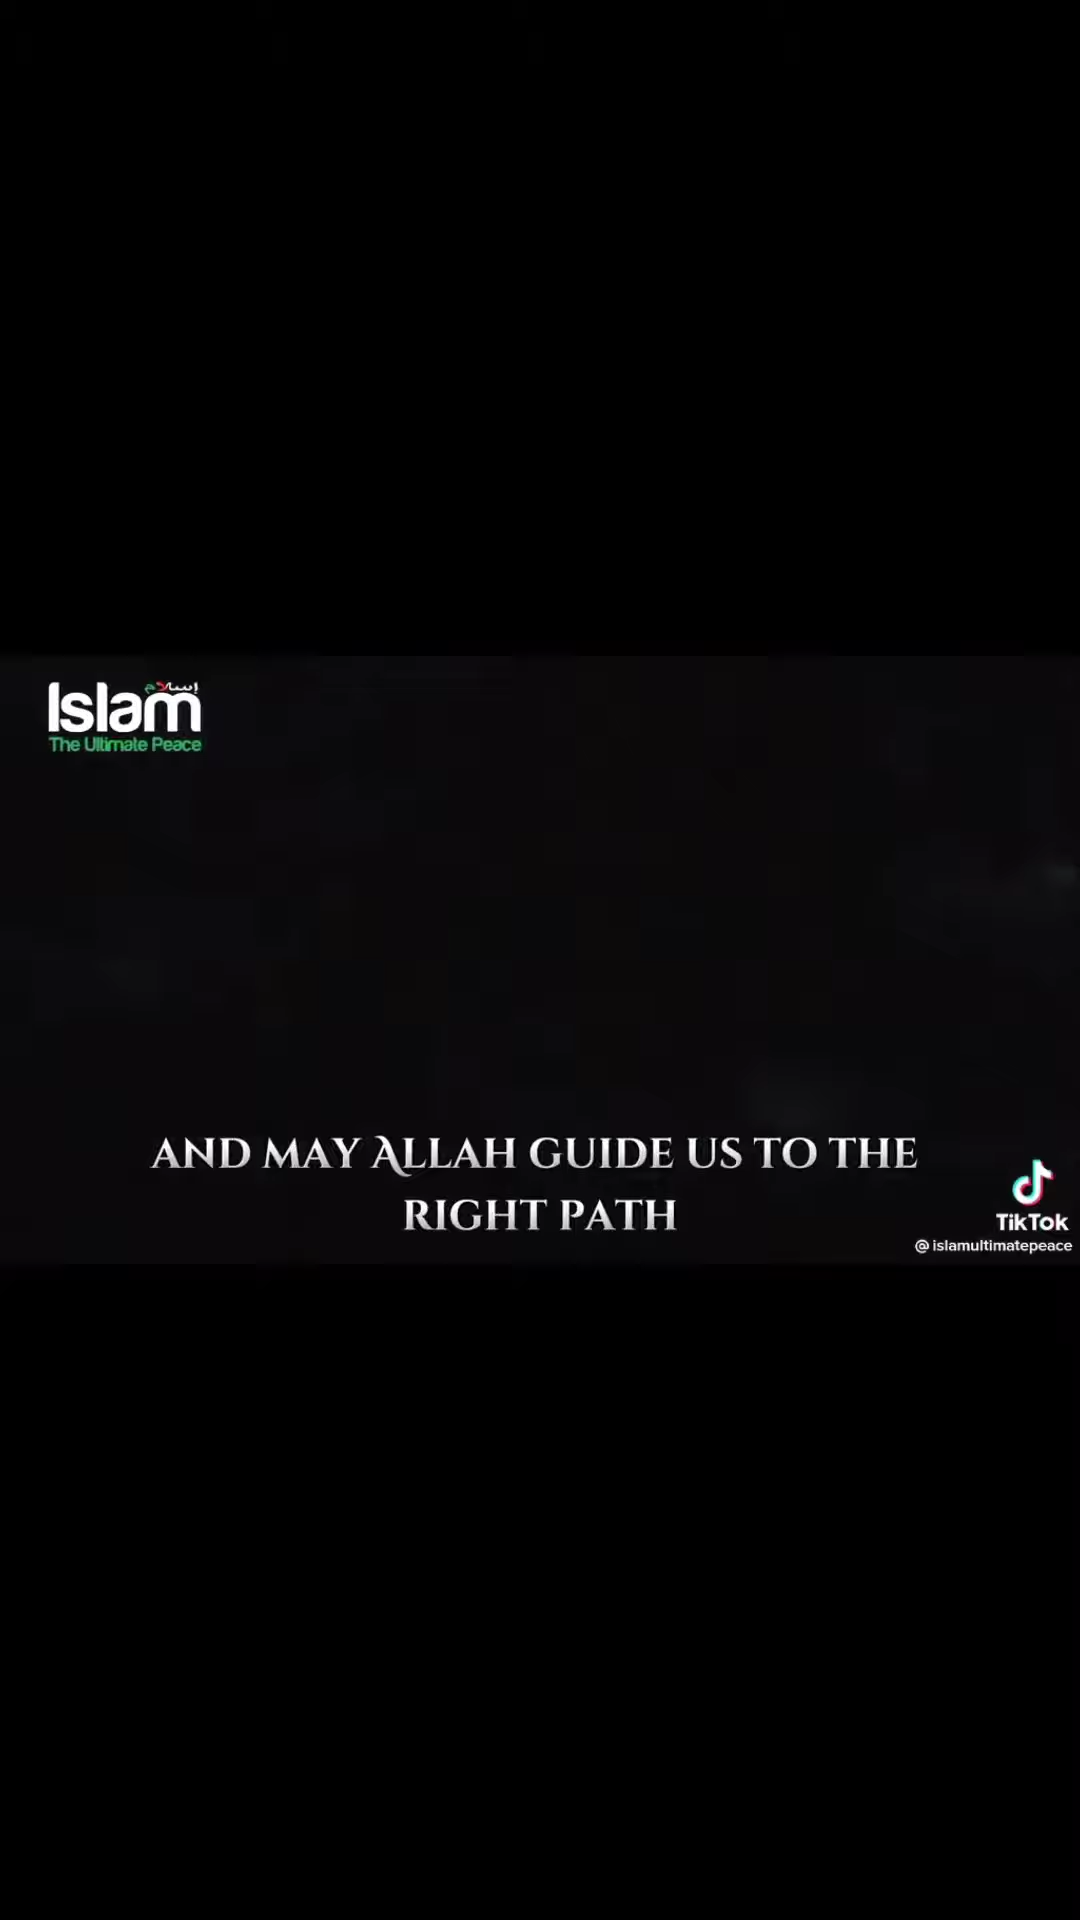 إسلام
Islam
The Ultimate Peace
AND MAY ALLAH GUIDE US TO THE
RIGHT PATH
TikTok
@islamultimatepeace